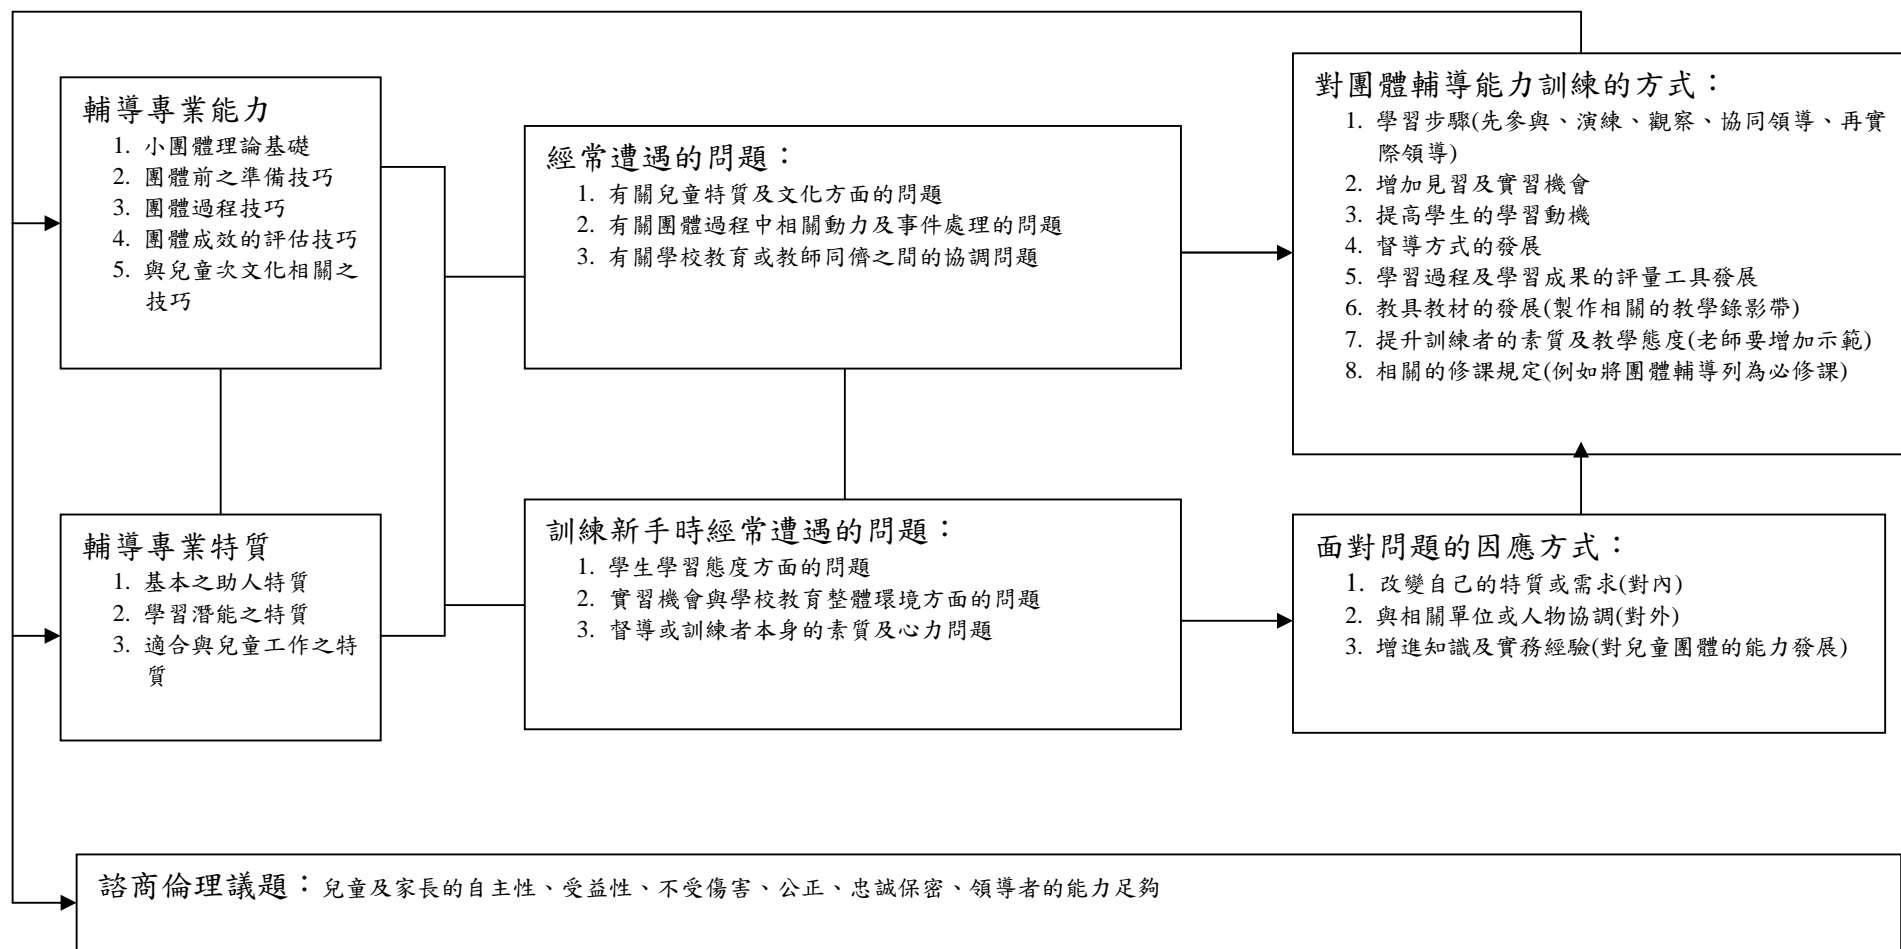 輔導專業能力
1. 小團體理論基礎
2. 團體前之準備技巧
3. 團體過程技巧
4. 團體成效的評估技巧
5. 與兒童次文化相關之
技巧
輔導專業特質
1. 基本之助人特質
2. 學習潛能之特質
3. 適合與兒童工作之特
質
經常遭遇的問題：
1. 有關兒童特質及文化方面的問題
2. 有關團體過程中相關動力及事件處理的問題
3. 有關學校教育或教師同儕之間的協調問題
訓練新手時經常遭遇的問題：
1. 學生學習態度方面的問題
2. 實習機會與學校教育整體環境方面的問題
3. 督導或訓練者本身的素質及心力問題
對團體輔導能力訓練的方式：
1. 學習步驟(先參與、演練、觀察、協同領導、再實
際領導)
2. 增加見習及實習機會
3. 提高學生的學習動機
4. 督導方式的發展
5. 學習過程及學習成果的評量工具發展
6. 教具教材的發展(製作相關的教學錄影帶)
7. 提升訓練者的素質及教學態度(老師要增加示範)
8. 相關的修課規定(例如將團體輔導列為必修課)
面對問題的因應方式：
1. 改變自己的特質或需求(對內)
2. 與相關單位或人物協調(對外)
3. 增進知識及實務經驗(對兒童團體的能力發展)
諮商倫理議題：兒童及家長的自主性、受益性、不受傷害、公正、忠誠保密、領導者的能力足夠